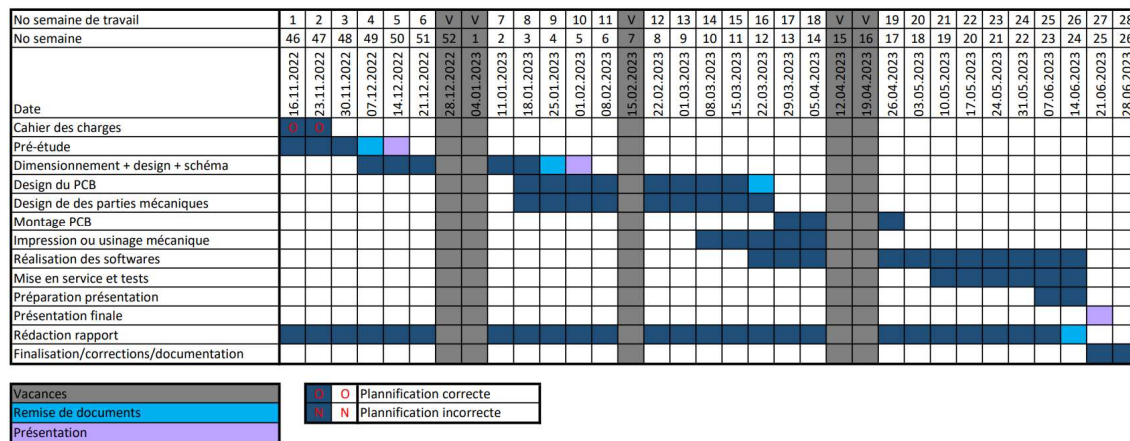 No semaine de travail 1 2 3 4 5 6 V V 7 8 9 10 11 V 12 13 14 15 16 17 18 V V 19 20 21 22 23 24 25 26 27 28
No semaine 46 47 48 49 50 51 52 1 2 3 4 5 6 7 8 9 10 11 12 13 14 15 16 17 18 19 20 21 22 23 24 25 26
Date 16.11.2022 23.11.2022 30.11.2022 07.12.2022 14.12.2022 21.12.2022 28.12.2022 04.01.2023 11.01.2023 18.01.2023 25.01.2023 01.02.2023 08.02.2023 15.02.2023 22.02.2023 01.03.2023 08.03.2023 15.03.2023 22.03.2023 29.03.2023 05.04.2023 12.04.2023 19.04.2023 26.04.2023 03.05.2023 10.05.2023 17.05.2023 24.05.2023 31.05.2023 07.06.2023 14.06.2023 21.06.2023 28.06.2023
Cahier des charges O O
Pré-étude
Dimensionnement + design + schéma
Design du PCB
Design de des parties mécaniques
Montage PCB
Impression ou usinage mécanique
Réalisation des softwares
Mise en service et tests
Préparation présentation
Présentation finale
Rédaction rapport
Finalisation/corrections/documentation
Vacances
Remise de documents
Présentation
O O Plannification correcte
N N Plannification incorrecte